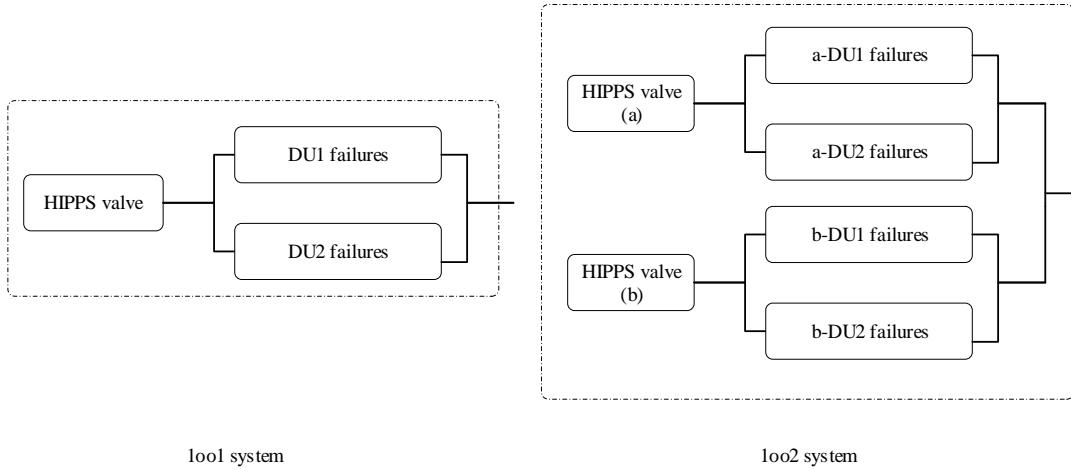 HIPPS valve
DU1 failures
DU2 failures
1oo1 system
HIPPS valve
(a)
a-DU1 failures
a-DU2 failures
HIPPS valve
(b)
b-DU1 failures
b-DU2 failures
1oo2 system